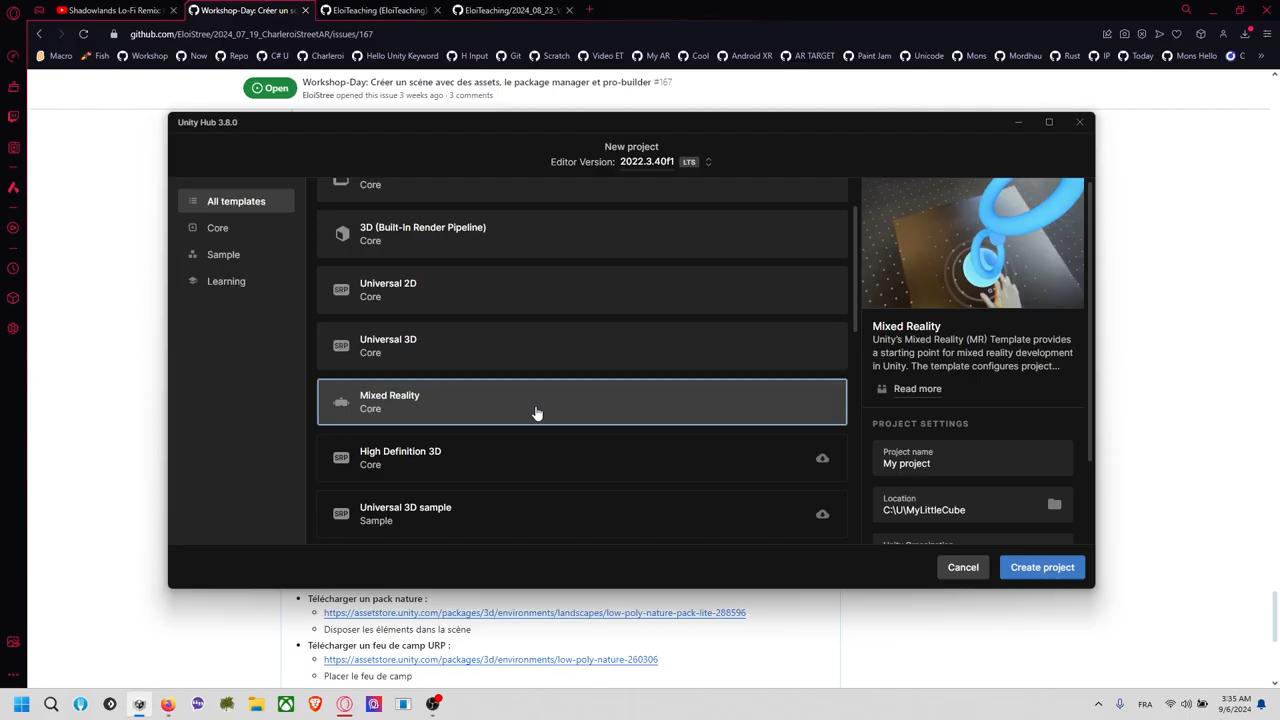 Shadowlands Lo-Fi Remix:
Workshop-Day: Créer un sc
EloiTeaching (EloiTeaching)
EloiTeaching/2024_08_23_W
github.com/EloiStree/2024_07_19_CharleroiStreetAR/issues/167
Macro
Fish
Workshop
Now
Repo
C# U
Charleroi
Hello Unity Keyword
H Input
Git
Scratch
Video ET
My AR
Cool
Android XR
AR TARGET
Paint Jam
Unicode
Mons
Mordhau
Rust
IP
Today
Mons Hello
C
Open
Workshop-Day: Créer un scène avec des assets, le package manager et pro-builder #167
EloiStree opened this issue 3 weeks ago · 3 comments
Unity Hub 3.8.0
New project
Editor Version: 2022.3.40f1 LTS
All templates
Core
Sample
Learning
Core
3D (Built-In Render Pipeline)
Core
Universal 2D
Core
Universal 3D
Core
Mixed Reality
Core
High Definition 3D
Core
Universal 3D sample
Sample
Mixed Reality
Unity's Mixed Reality (MR) Template provides
a starting point for mixed reality development
in Unity. The template configures project...
Read more
PROJECT SETTINGS
Project name
My project
Location
C:\U\MyLittleCube
Unity Organization
Cancel
Create project
Télécharger un pack nature :
https://assetstore.unity.com/packages/3d/environments/landscapes/low-poly-nature-pack-lite-288596
Disposer les éléments dans la scène
Télécharger un feu de camp URP :
https://assetstore.unity.com/packages/3d/environments/low-poly-nature-260306
Placer le feu de camp
FRA
3:35 AM
9/6/2024